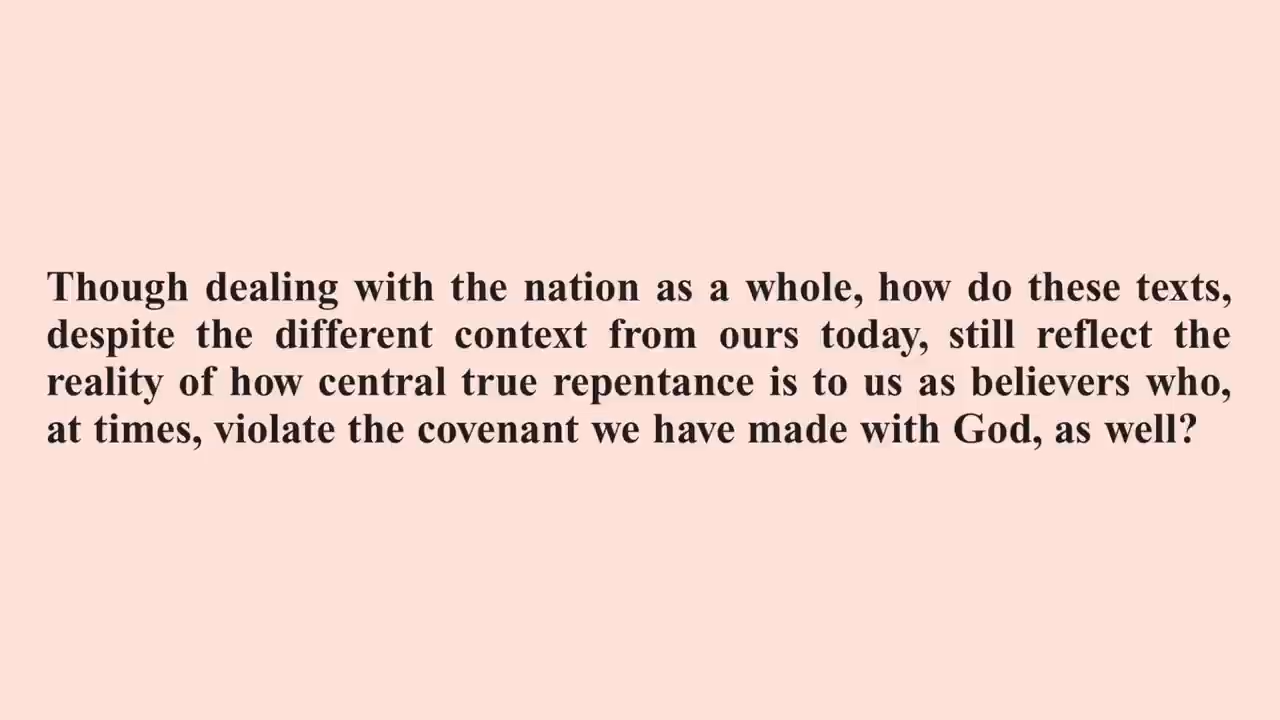 Though dealing with the nation as a whole, how do these texts,
despite the different context from ours today, still reflect the
reality of how central true repentance is to us as believers who,
at times, violate the covenant we have made with God, as well?